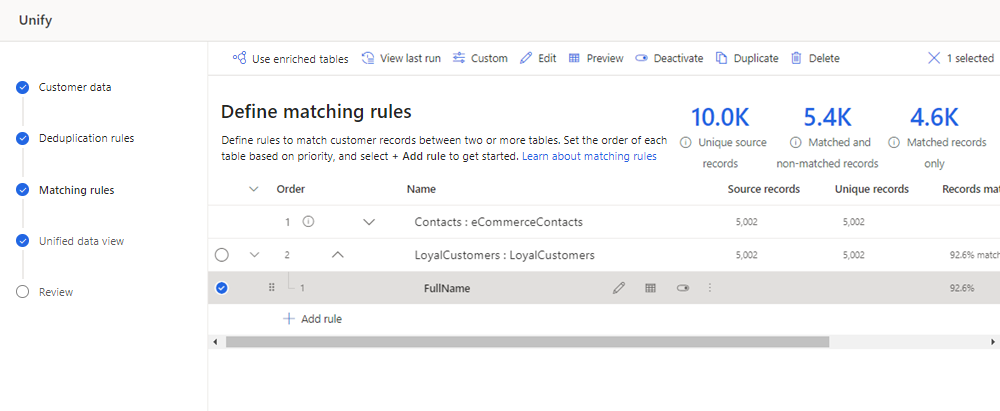 Unify
Customer data
Deduplication rules
Matching rules
Unified data view
Review
Use enriched tables View last run Custom Edit Preview Deactivate Duplicate Delete 1 selected
Define matching rules
Define rules to match customer records between two or more tables. Set the order of each
table based on priority, and select + Add rule to get started. Learn about matching rules
10.0K 5.4K 4.6K
Unique source Matched and Matched records
records non-matched records only
Order Name Source records Unique records Records mat
1 Contacts : eCommerceContacts 5,002 5,002
2 LoyalCustomers : LoyalCustomers 5,002 5,002 92.6% match
1 FullName 92.6%
Add rule